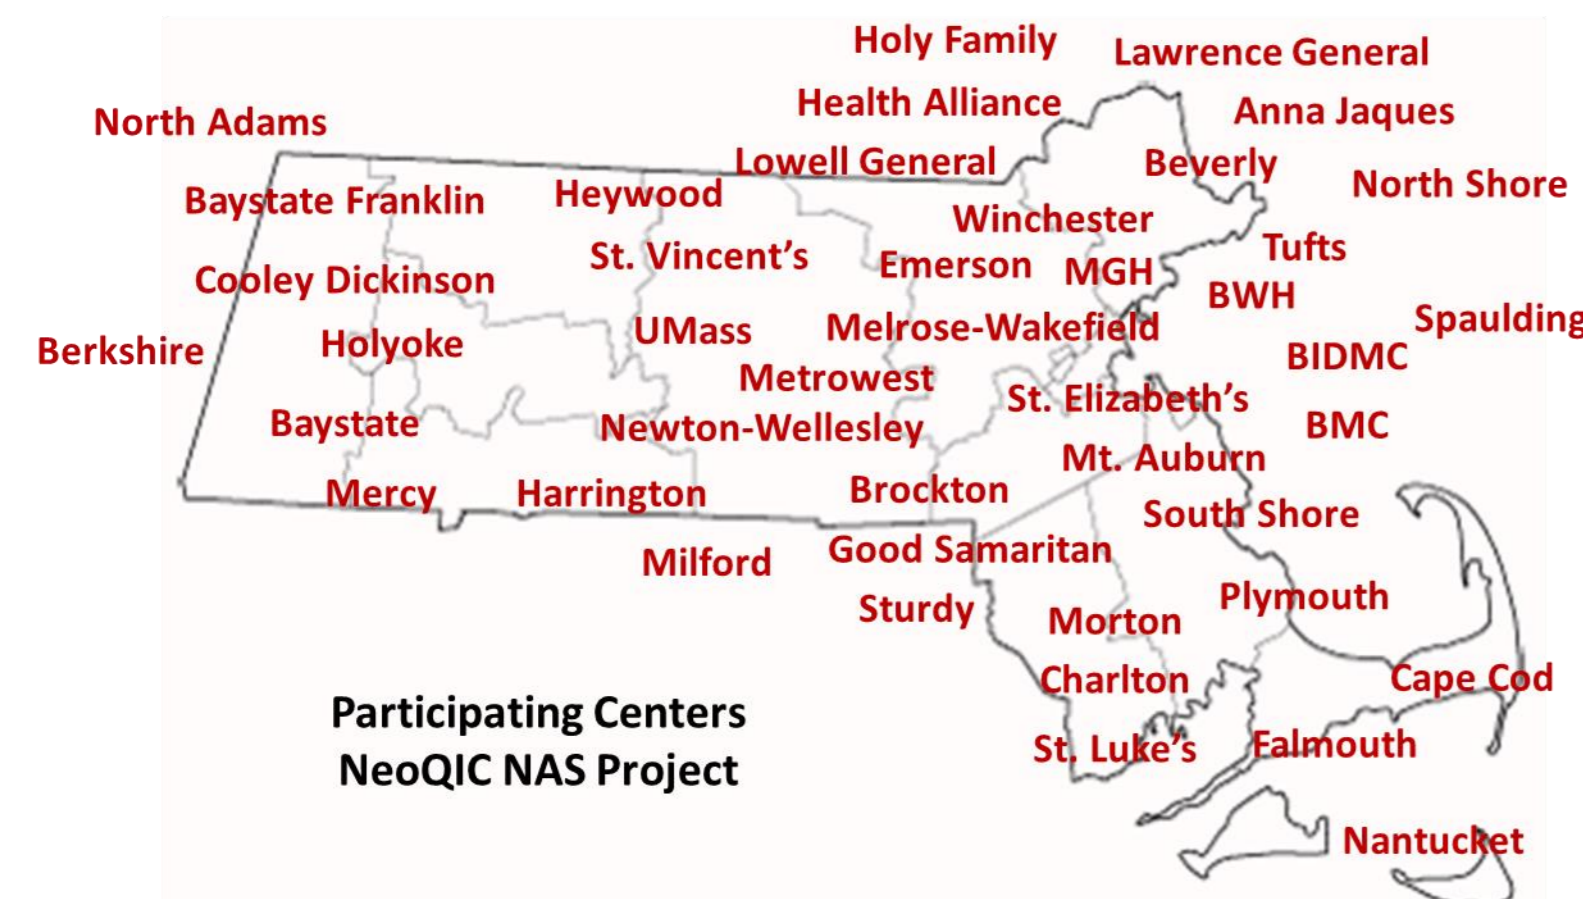 Holy Family
Lawrence General
Health Alliance
Anna Jaques
North Adams
Lowell General
Beverly
North Shore
Baystate Franklin
Heywood
Winchester
Tufts
St. Vincent's
Emerson
MGH
Cooley Dickinson
BWH
Spaulding
UMass
Melrose-Wakefield
Berkshire
Holyoke
BIDMC
Metrowest
St. Elizabeth's
Baystate
Newton-Wellesley
BMC
Mt. Auburn
Mercy
Harrington
Brockton
South Shore
Milford
Good Samaritan
Sturdy
Plymouth
Morton
Charlton
Cape Cod
Participating Centers
NeoQIC NAS Project
St. Luke's
Falmouth
Nantucket